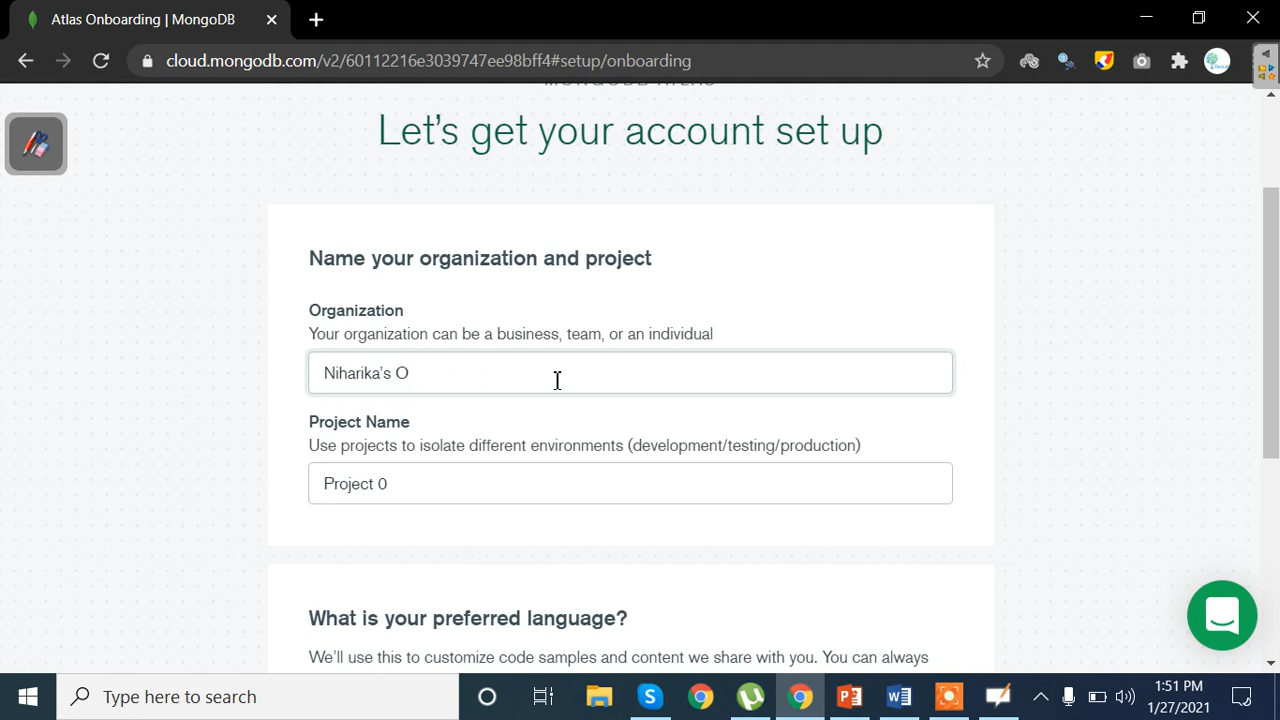 Atlas Onboarding | MongoDB
cloud.mongodb.com/v2/60112216e3039747ee98bff4#setup/onboarding
MONGODB ATLAS
Let's get your account set up
Name your organization and project
Organization
Your organization can be a business, team, or an individual
Niharika's O
Project Name
Use projects to isolate different environments (development/testing/production)
Project 0
What is your preferred language?
We'll use this to customize code samples and content we share with you. You can always
Type here to search
1:51 PM
1/27/2021